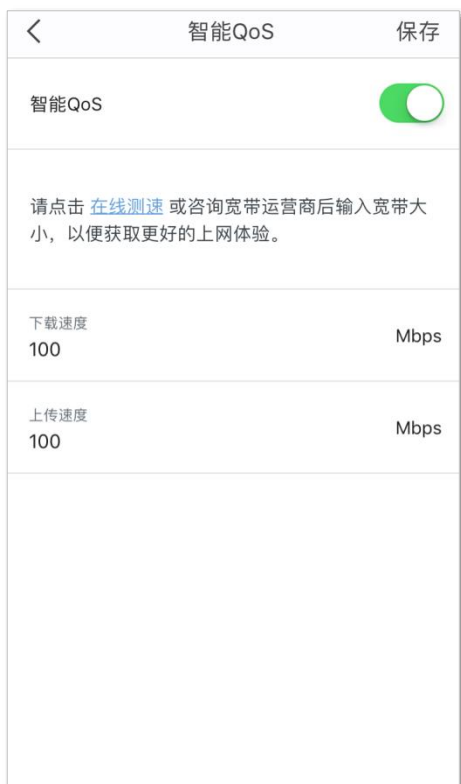 智能QoS 保存
智能QoS
请点击 在线测速 或咨询宽带运营商后输入宽带大
小，以便获取更好的上网体验。
下载速度
100 Mbps
上传速度
100 Mbps